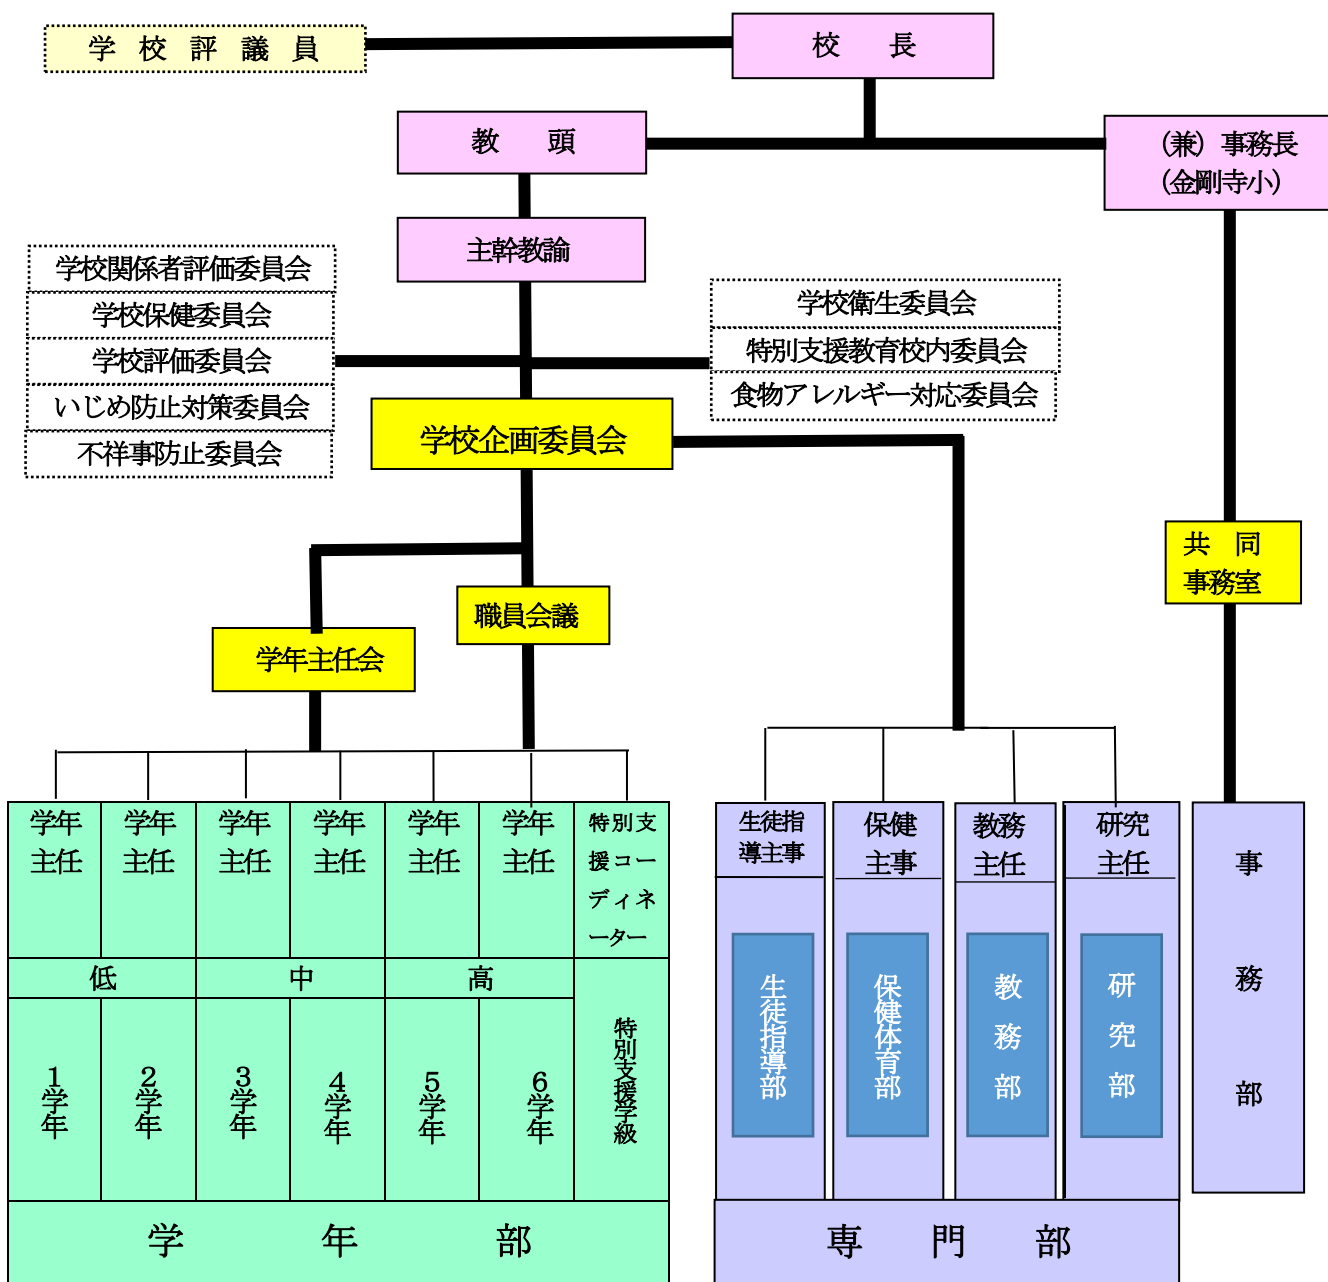 学 校 評 議 員
校 長
教 頭
(兼) 事務長
(金剛寺小)
主幹教諭
学校関係者評価委員会
学校保健委員会
学校評価委員会
いじめ防止対策委員会
不祥事防止委員会
学校衛生委員会
特別支援教育校内委員会
食物アレルギー対応委員会
学校企画委員会
共 同
事務室
職員会議
学年主任会
学年
主任
学年
主任
学年
主任
学年
主任
学年
主任
学年
主任
特別支
援コー
ディネ
ーター
低
中
高
1学年
2学年
3学年
4学年
5学年
6学年
特別支援学級
学 年 部
生徒指
導主事
保健
主事
教務
主任
研究
主任
生徒指導部
保健体育部
教務部
研究部
専 門 部
事務部